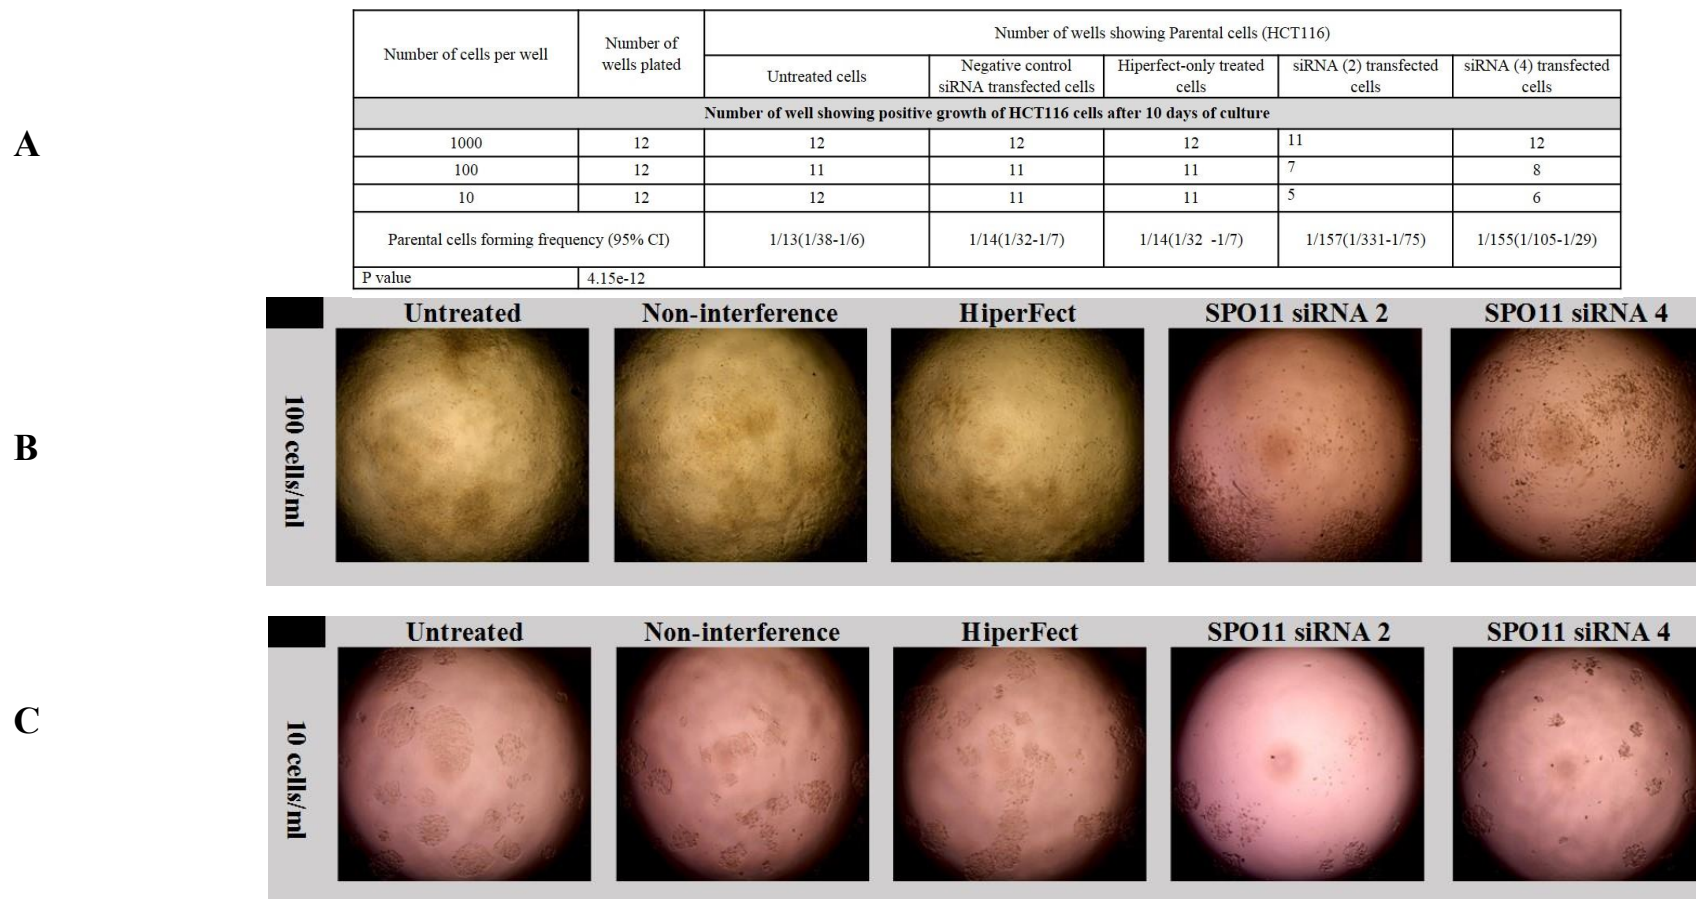 A
Number of cells per well
Number of
wells plated
Number of wells showing Parental cells (HCT116)
Untreated cells
Negative control
siRNA transfected cells
Hiperfect-only treated
cells
siRNA (2) transfected
cells
siRNA (4) transfected
cells
Number of well showing positive growth of HCT116 cells after 10 days of culture
1000 12 12 12 12 11 12
100 12 11 11 11 7 8
10 12 12 11 11 5 6
Parental cells forming frequency (95% CI) 1/13(1/38-1/6) 1/14(1/32-1/7) 1/14(1/32 -1/7) 1/157(1/331-1/75) 1/155(1/105-1/29)
P value 4.15e-12
B
Untreated Non-interference HiperFect SPO11 siRNA 2 SPO11 siRNA 4
100 cells/ml
C
Untreated Non-interference HiperFect SPO11 siRNA 2 SPO11 siRNA 4
10 cells/ml